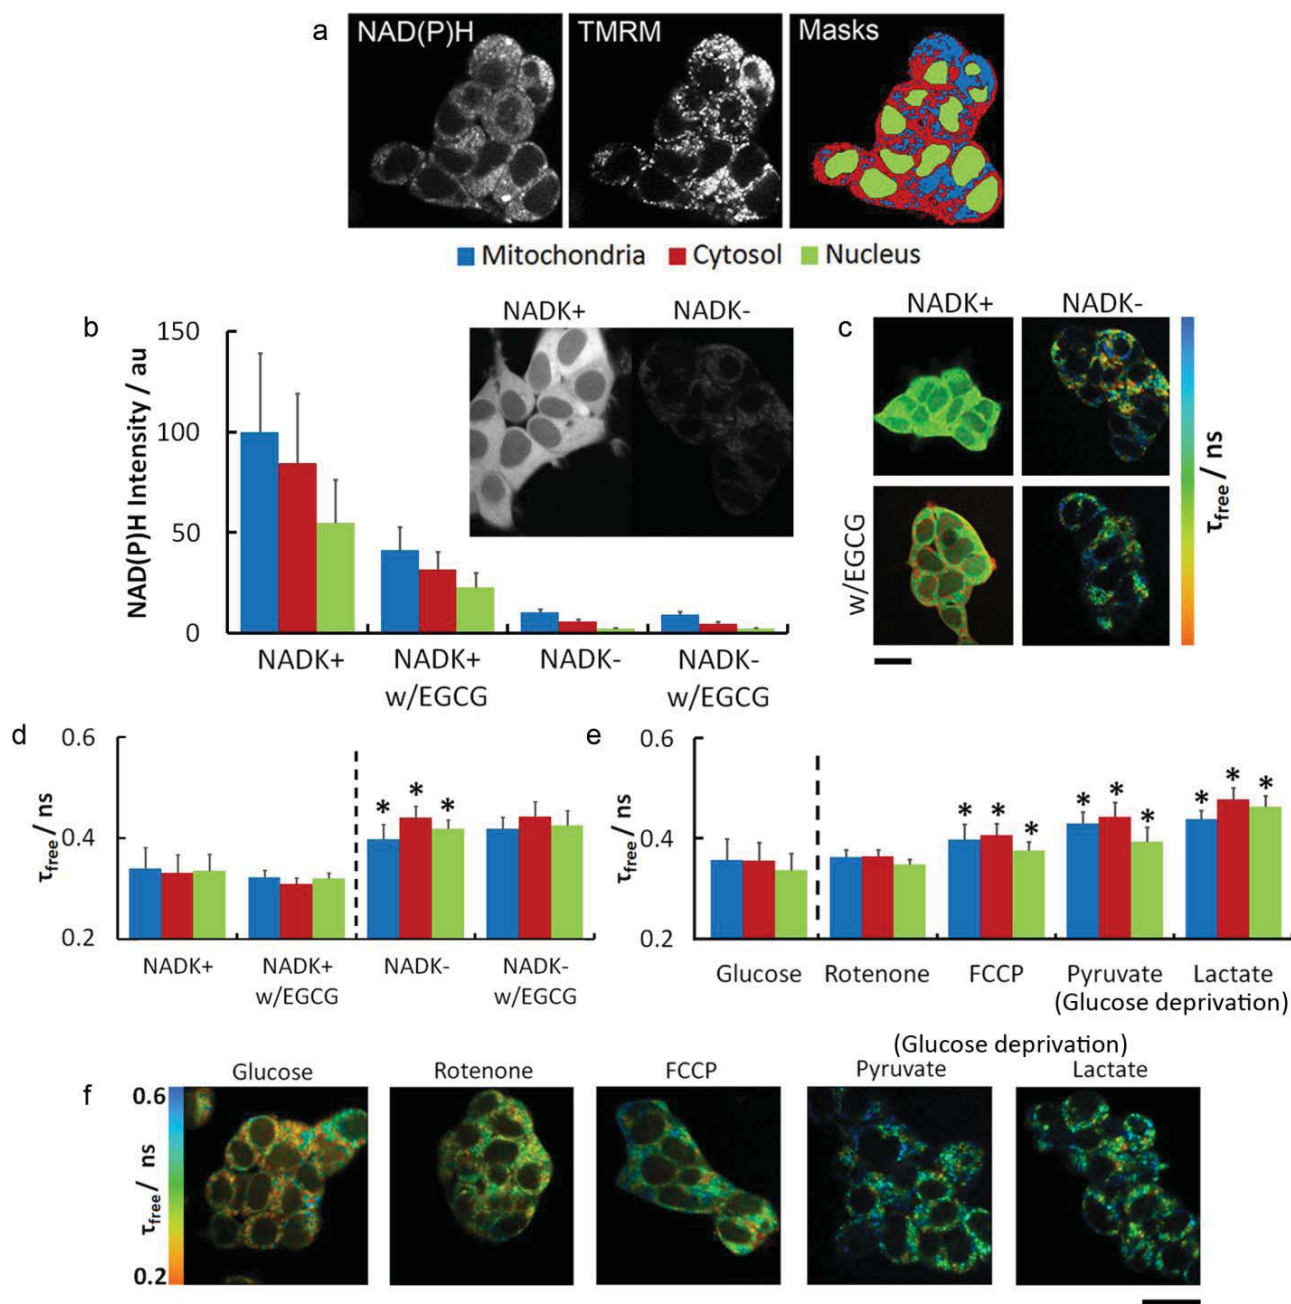 a
NAD(P)H TMRM Masks
Mitochondria Cytosol Nucleus
b
NAD(P)H Intensity / au
150
100
50
0
NADK+ NADK-
NADK+ NADK+ w/EGCG NADK- NADK- w/EGCG
c
NADK+ NADK-
w/EGCG
τfree / ns
d
τfree / ns
0.6
0.4
0.2
* * *
NADK+ NADK+ w/EGCG NADK- NADK- w/EGCG
e
τfree / ns
0.6
0.4
0.2
* * * * * * * * *
Glucose Rotenone FCCP Pyruvate Lactate
(Glucose deprivation)
f
(Glucose deprivation)
Glucose Rotenone FCCP Pyruvate Lactate
0.6
τfree / ns
0.2